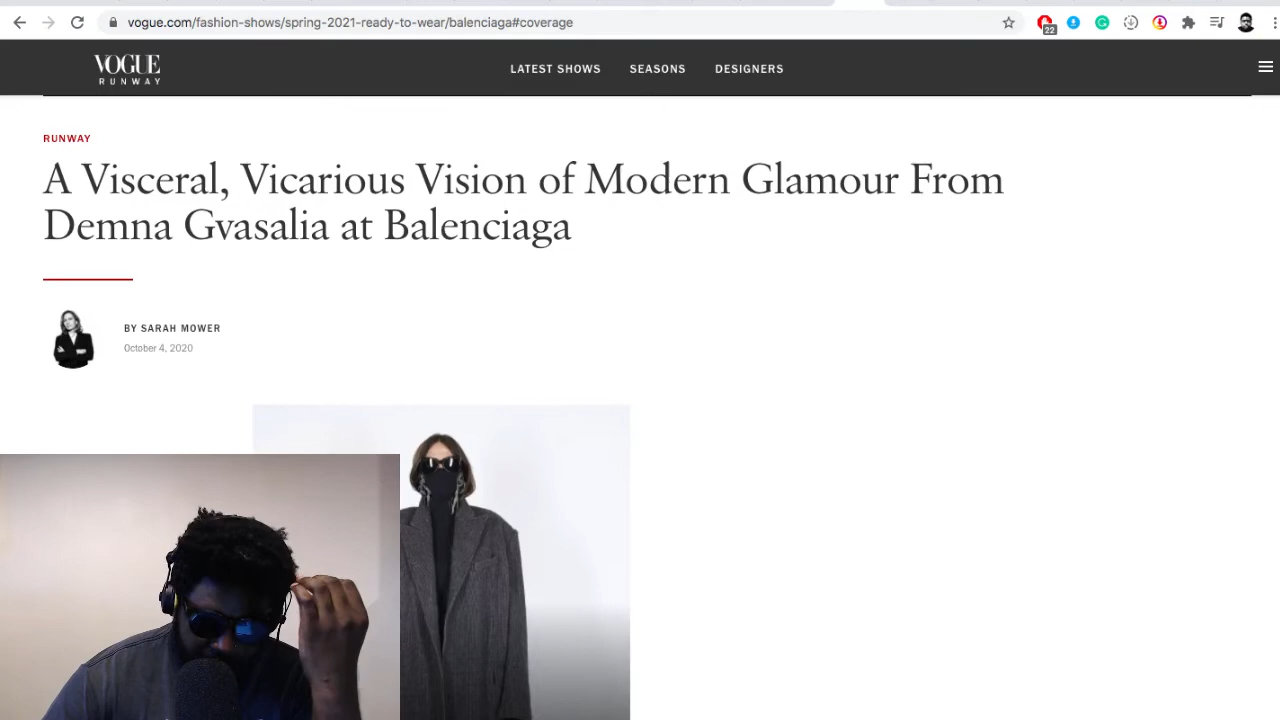 vogue.com/fashion-shows/spring-2021-ready-to-wear/balenciaga#coverage
22
VOGUE
RUNWAY
LATEST SHOWS
SEASONS
DESIGNERS
RUNWAY
A Visceral, Vicarious Vision of Modern Glamour From
Demna Gvasalia at Balenciaga
BY SARAH MOWER
October 4, 2020